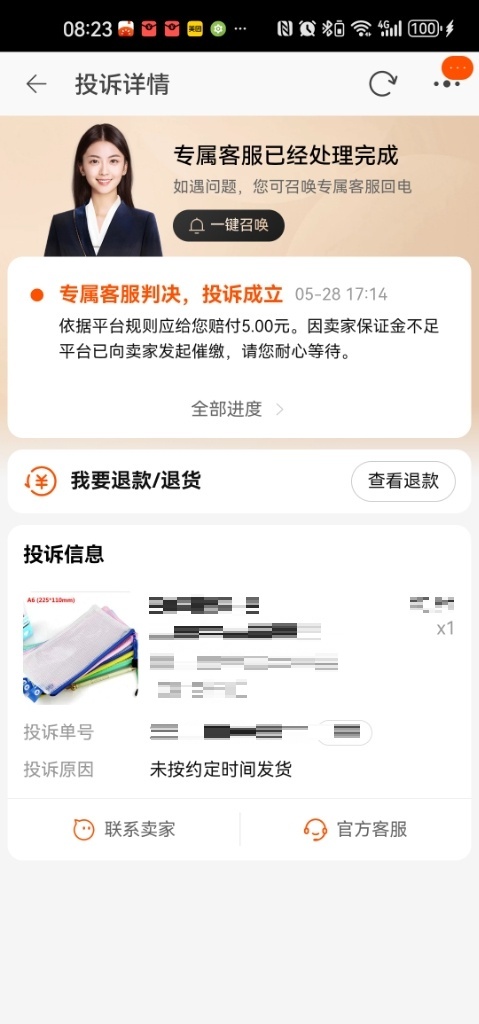 08:23
美团
4G
100
投诉详情
专属客服已经处理完成
如遇问题，您可召唤专属客服回电
一键召唤
专属客服判决，投诉成立 05-28 17:14
依据平台规则应给您赔付5.00元。因卖家保证金不足
平台已向卖家发起催缴，请您耐心等待。
全部进度
我要退款/退货
查看退款
投诉信息
A6 (225*110mm)
x1
投诉单号
投诉原因
未按约定时间发货
联系卖家
官方客服